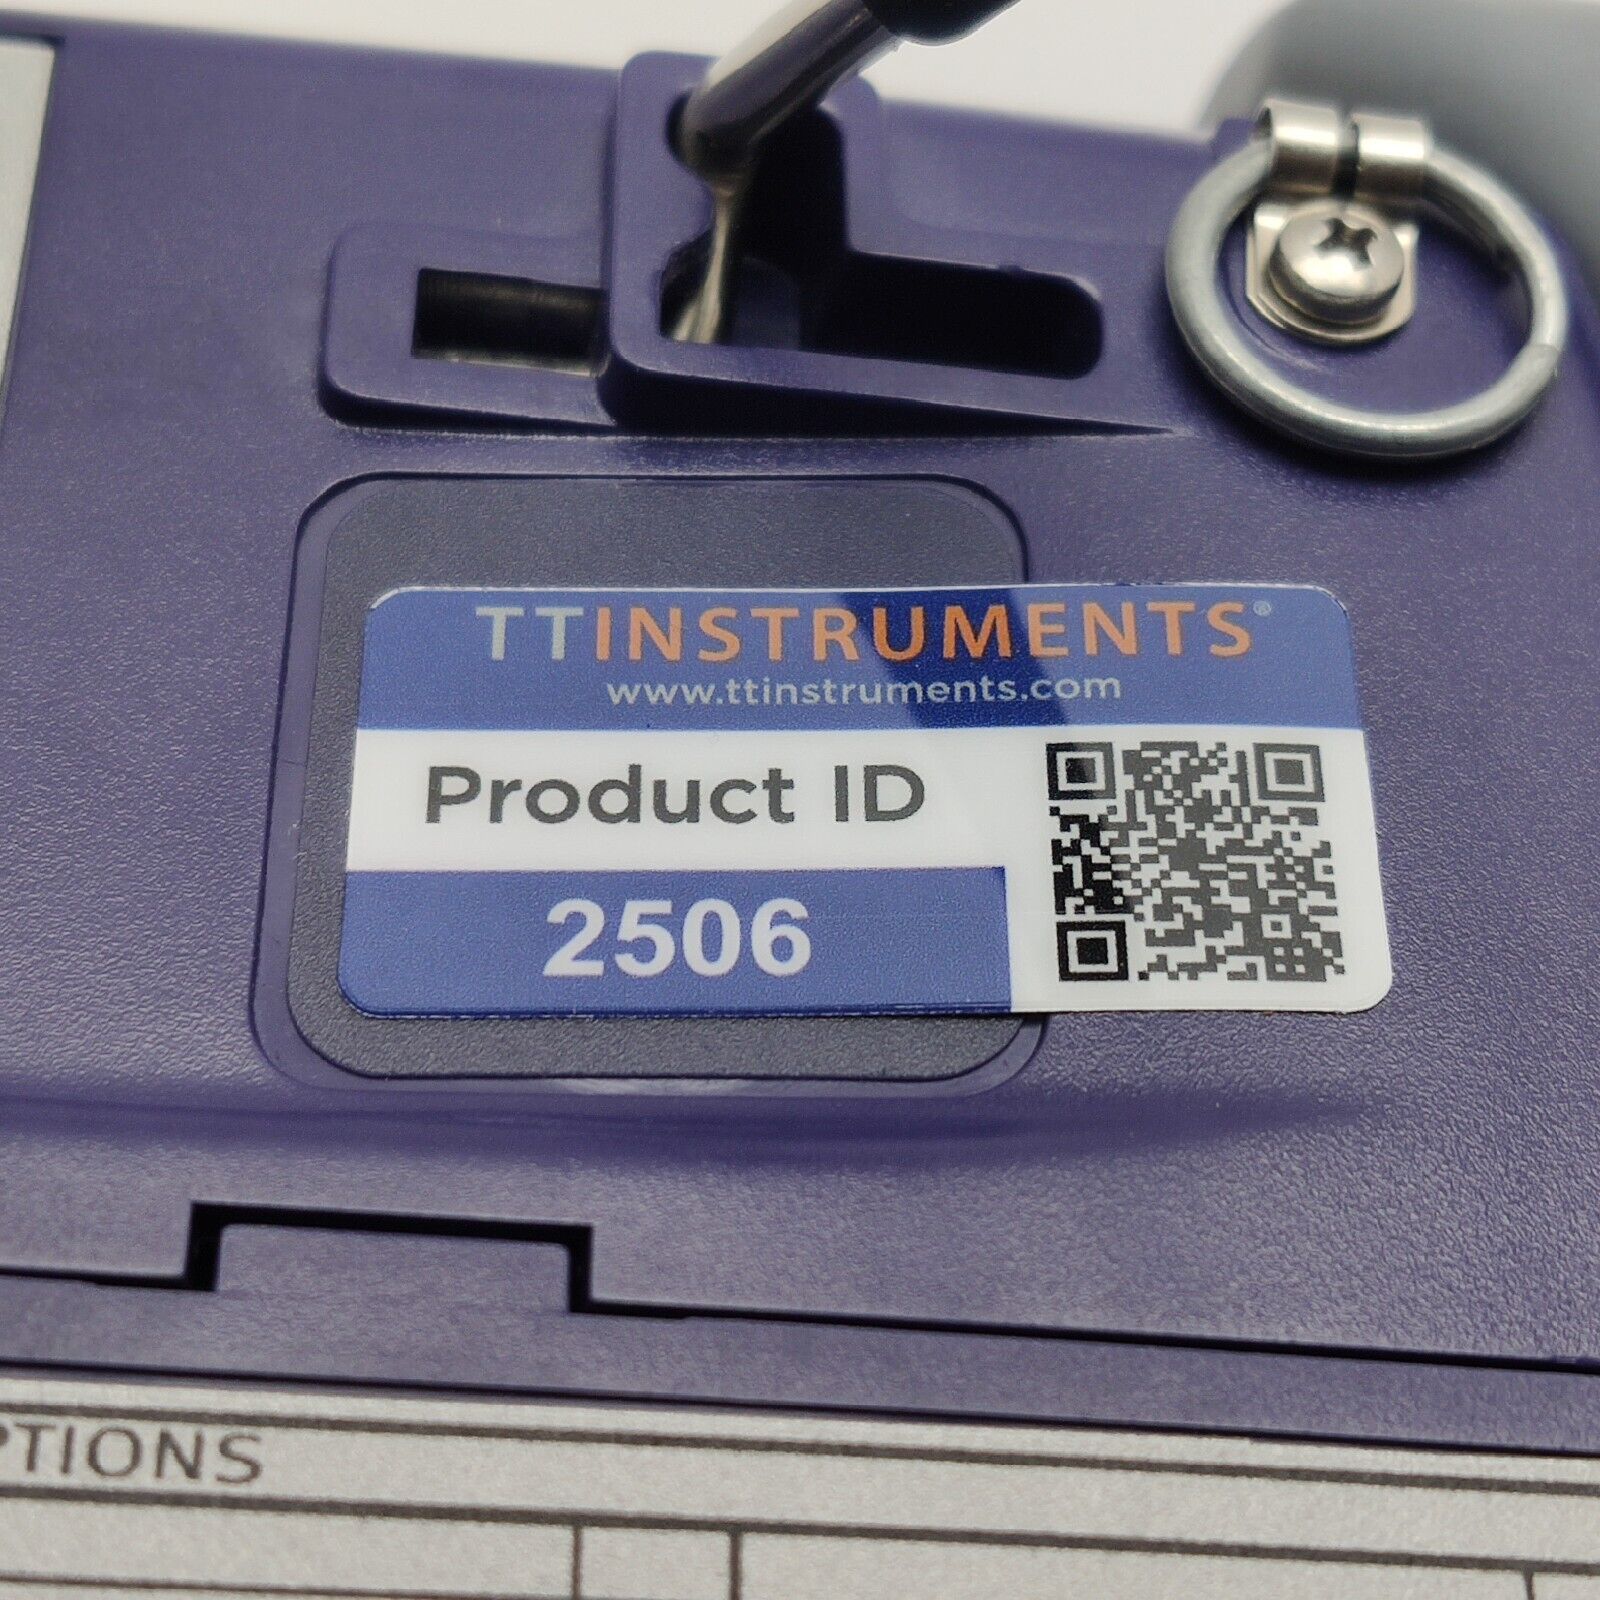 TTINSTRUMENTS®
www.ttinstruments.com
Product ID
2506
PTIONS